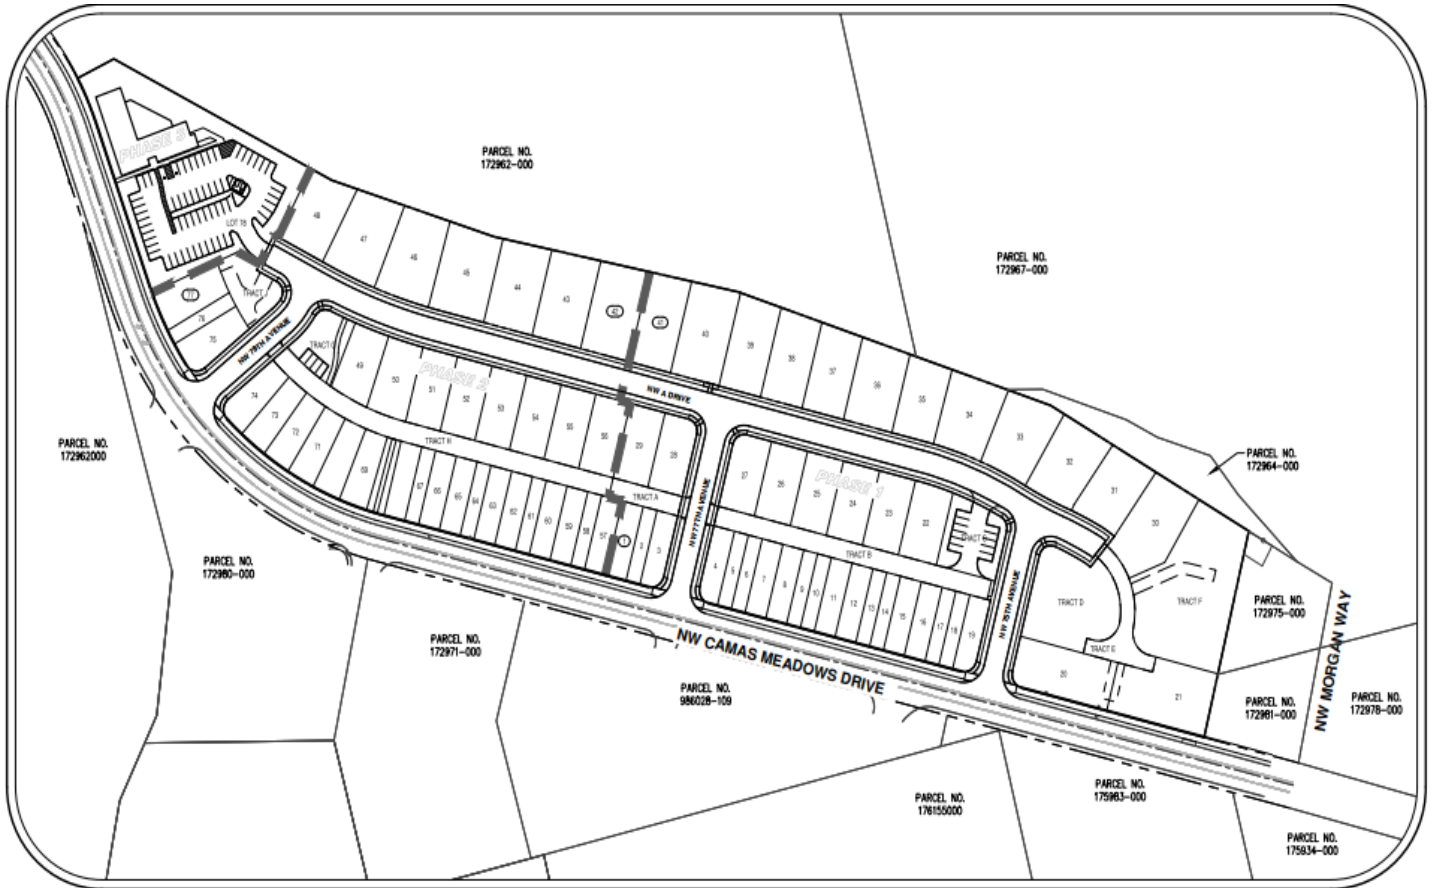 PARCEL NO.
172962-000
PHASE 3
LOT 78
48
47
46
45
44
43
42
41
40
39
38
37
36
35
34
33
32
31
30
PARCEL NO.
172967-000
PARCEL NO.
172964-000
77
76
75
TRACT
NW 79TH AVENUE
TRACT
49
50
51
52
53
54
55
56
29
28
PHASE 2
NW A DRIVE
74
73
72
71
69
TRACT H
67
66
65
64
63
62
61
60
59
58
57
1
2
3
TRACT A
NW 77TH AVENUE
27
26
25
24
23
22
PHASE 1
TRACT B
4
5
6
7
8
9
10
11
12
13
14
15
16
17
18
19
NW 75TH AVENUE
TRACT D
TRACT E
TRACT F
20
21
PARCEL NO.
172962000
PARCEL NO.
172980-000
PARCEL NO.
172971-000
NW CAMAS MEADOWS DRIVE
PARCEL NO.
986028-109
PARCEL NO.
172975-000
PARCEL NO.
172981-000
NW MORGAN WAY
PARCEL NO.
172978-000
PARCEL NO.
176155000
PARCEL NO.
175983-000
PARCEL NO.
175934-000